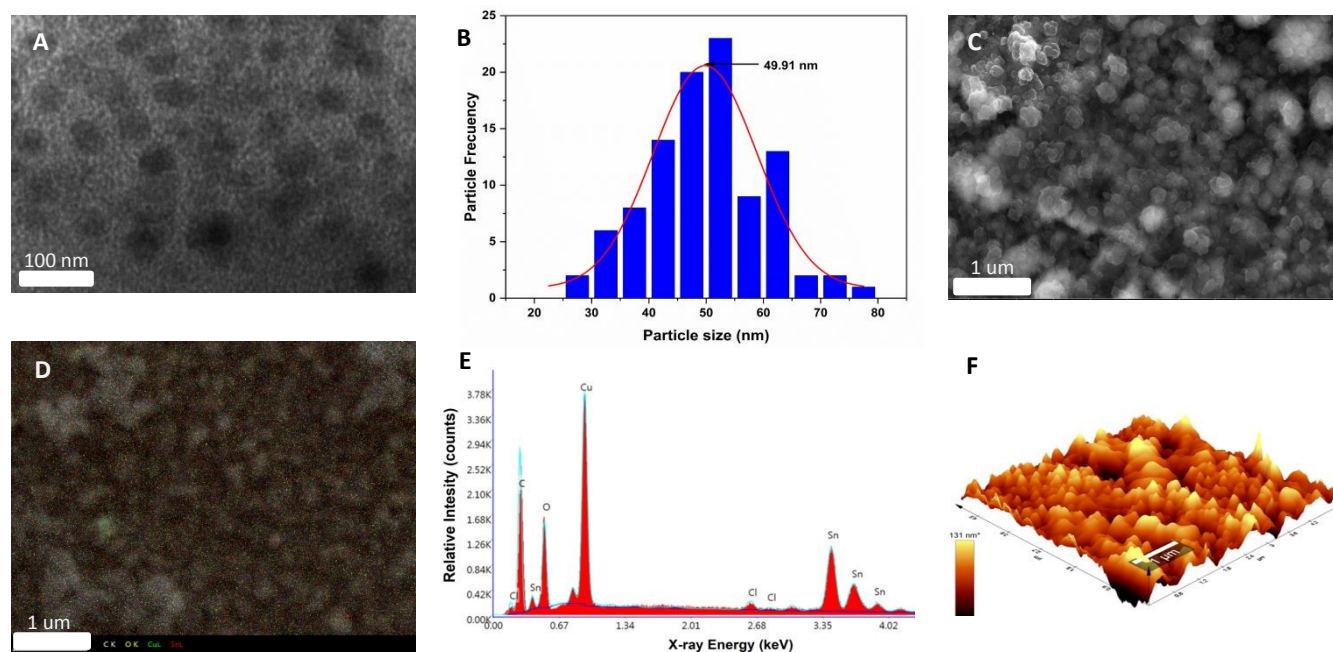 A
100 nm
B
Particle Frecuency
25
20
15
10
5
0
49.91 nm
20 30 40 50 60 70 80
Particle size (nm)
C
1 um
D
1 um
C K O K CuL SnL
E
Relative Intesity (counts)
3.78K
3.36K
2.94K
2.52K
2.10K
1.68K
1.26K
0.84K
0.42K
0.00K
Cu
C
O
Cl
Sn
Cl
Cl
Sn
Sn
Sn
0.00 0.67 1.34 2.01 2.68 3.35 4.02
X-ray Energy (keV)
F
131 nm*
1 µm